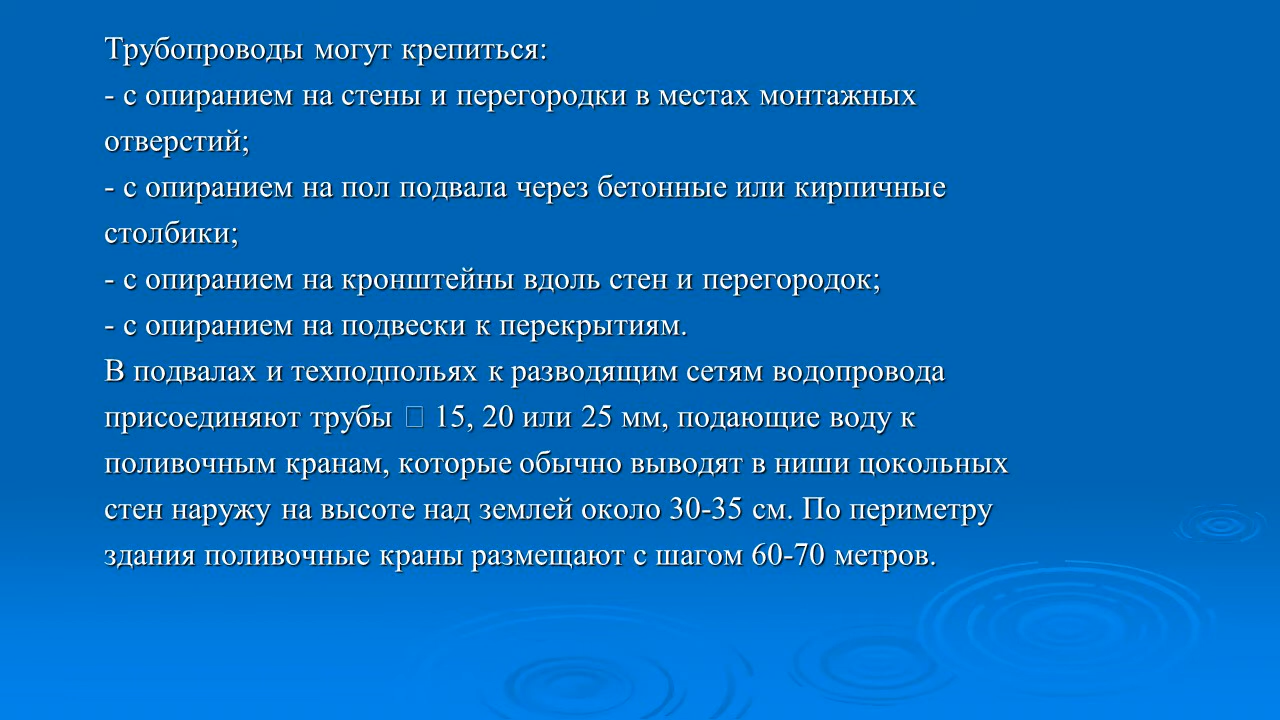 Трубопроводы могут крепиться:
- с опиранием на стены и перегородки в местах монтажных
отверстий;
- с опиранием на пол подвала через бетонные или кирпичные
столбики;
- с опиранием на кронштейны вдоль стен и перегородок;
- с опиранием на подвески к перекрытиям.
В подвалах и техподпольях к разводящим сетям водопровода
присоединяют трубы  15, 20 или 25 мм, подающие воду к
поливочным кранам, которые обычно выводят в ниши цокольных
стен наружу на высоте над землей около 30-35 см. По периметру
здания поливочные краны размещают с шагом 60-70 метров.